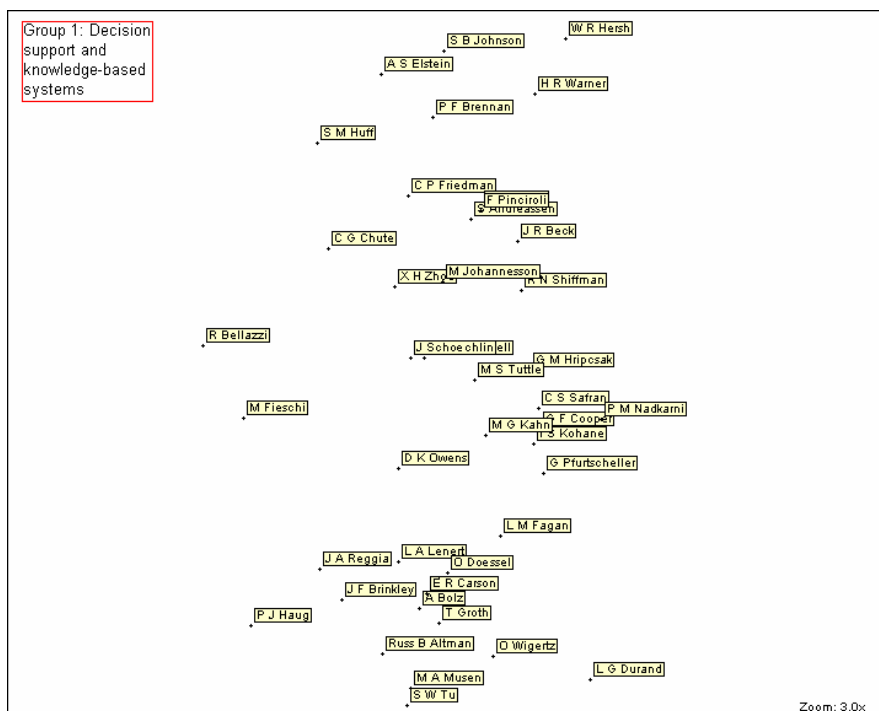 Group 1: Decision
support and
knowledge-based
systems
W R Hersh
S B Johnson
A S Elstein
H R Warner
P F Brennan
S M Huff
C P Friedman
F Pinciroli
S Andreassen
J R Beck
C G Chute
M Johannesson
X H
R N Shiffman
R Bellazzi
J Schoechlin
G M Hripcsak
M S Tuttle
C S Safran
M Fieschi
P M Nadkarni
G F Cooper
M G Kahn
I S Kohane
D K Owens
G Pfurtscheller
L M Fagan
L A Lenert
J A Reggia
O Doessel
E R Carson
J F Brinkley
A Bolz
T Groth
P J Haug
Russ B Altman
O Wigertz
L G Durand
M A Musen
S W Tu
Zoom: 3.0x